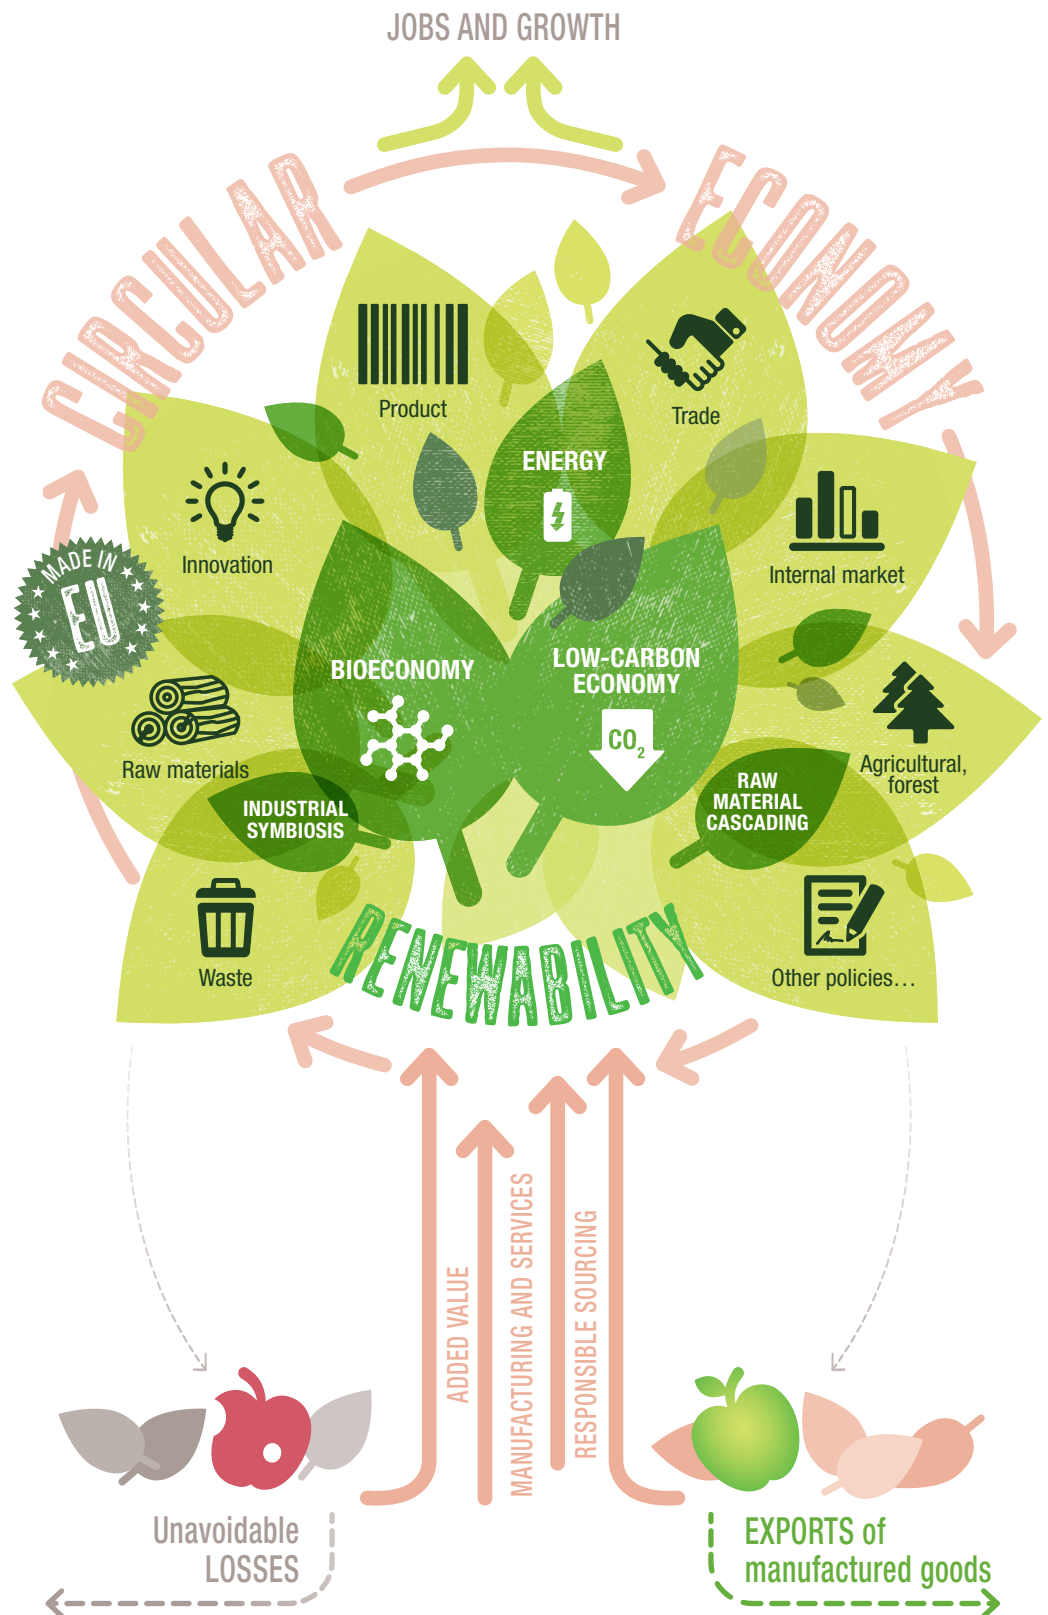 JOBS AND GROWTH
CIRCULAR
ECONOMY
Product
Trade
ENERGY
Innovation
Internal market
MADE IN
EU
BIOECONOMY
LOW-CARBON
ECONOMY
CO2
Raw materials
Agricultural,
forest
INDUSTRIAL
SYMBIOSIS
RAW
MATERIAL
CASCADING
Waste
Other policies…
RENEWABILITY
ADDED VALUE
MANUFACTURING AND SERVICES
RESPONSIBLE SOURCING
Unavoidable
LOSSES
EXPORTS of
manufactured goods